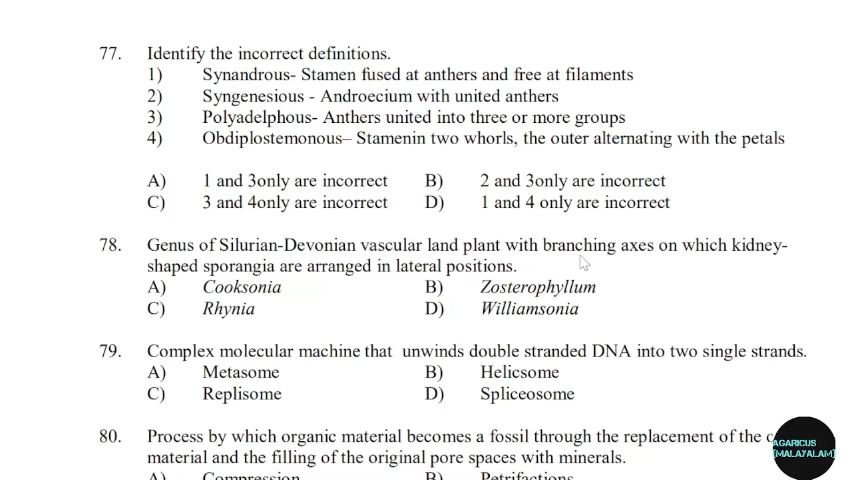 77. Identify the incorrect definitions.
1) Synandrous- Stamen fused at anthers and free at filaments
2) Syngenesious - Androecium with united anthers
3) Polyadelphous- Anthers united into three or more groups
4) Obdiplostemonous– Stamenin two whorls, the outer alternating with the petals
A) 1 and 3only are incorrect B) 2 and 3only are incorrect
C) 3 and 4only are incorrect D) 1 and 4 only are incorrect
78. Genus of Silurian-Devonian vascular land plant with branching axes on which kidney-
shaped sporangia are arranged in lateral positions.
A) Cooksonia B) Zosterophyllum
C) Rhynia D) Williamsonia
79. Complex molecular machine that unwinds double stranded DNA into two single strands.
A) Metasome B) Helicsome
C) Replisome D) Spliceosome
80. Process by which organic material becomes a fossil through the replacement of the
material and the filling of the original pore spaces with minerals.
A) Compression B) Petrifactions
AGARICUS
(MALAYALAM)